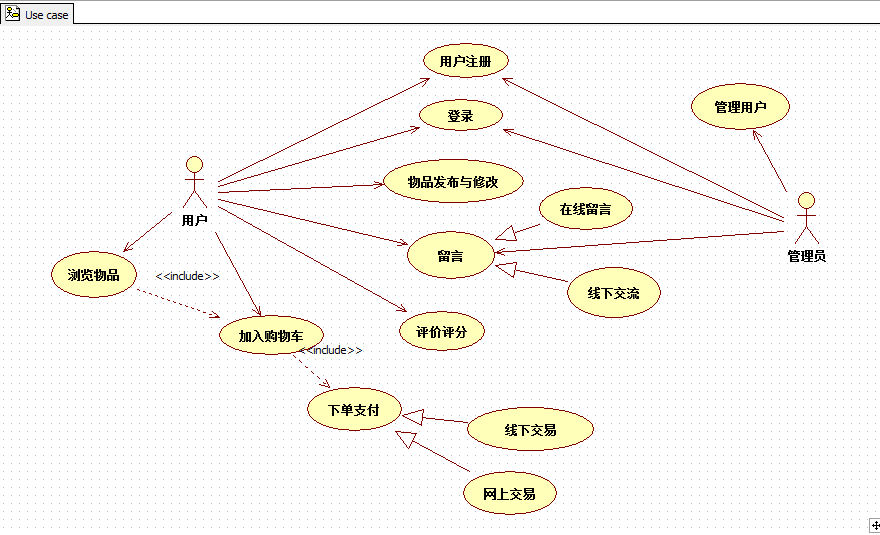 Use case
用户注册
管理用户
登录
物品发布与修改
在线留言
用户
留言
管理员
浏览物品
<<include>>
线下交流
加入购物车
评价评分
<<include>>
下单支付
线下交易
网上交易